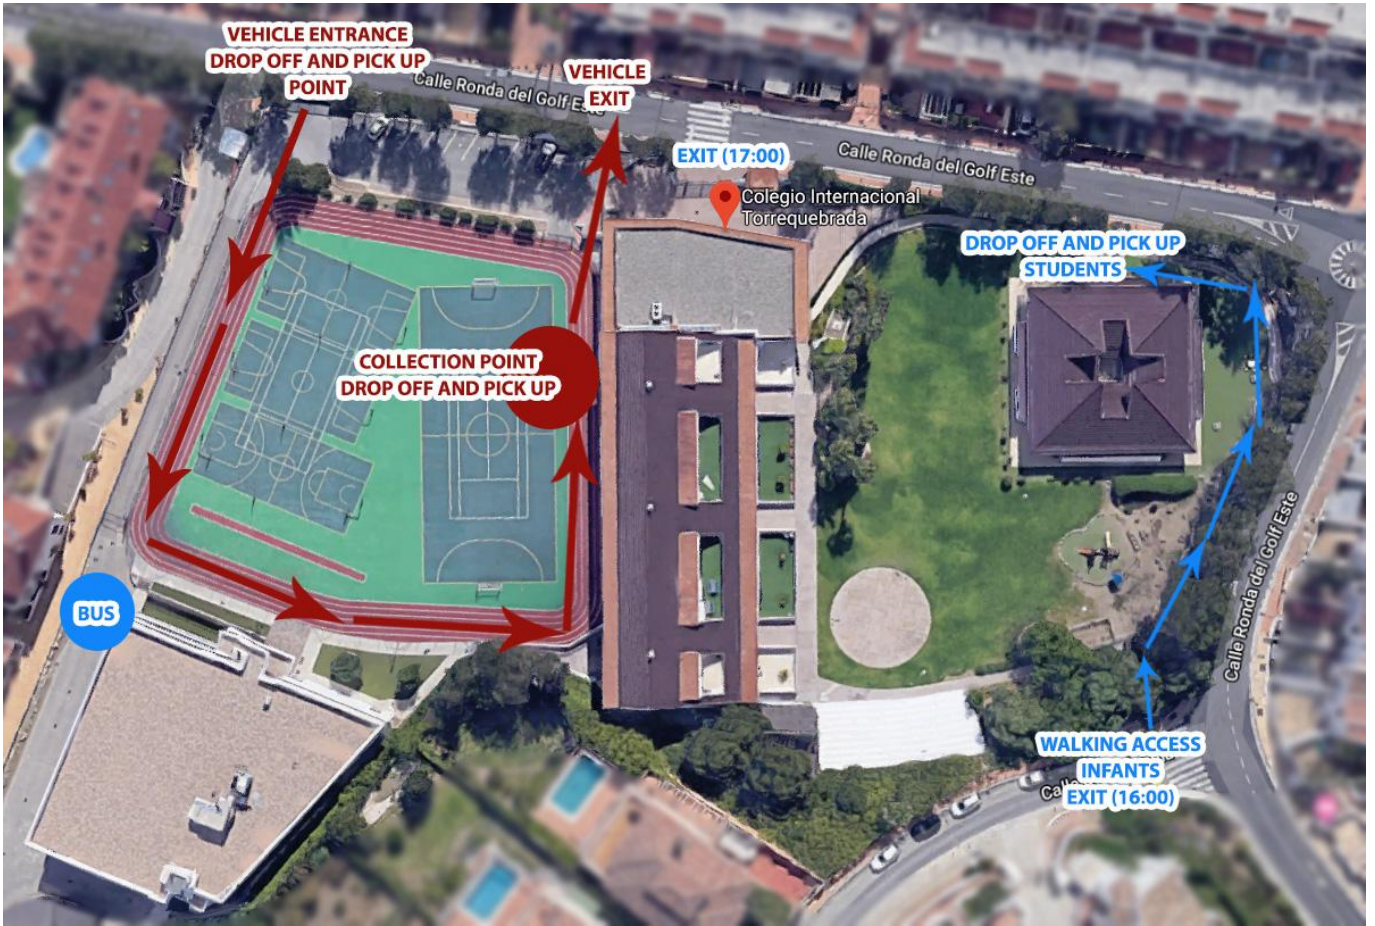 VEHICLE ENTRANCE
DROP OFF AND PICK UP
POINT
VEHICLE
EXIT
Calle Ronda del Golf Este
EXIT (17:00)
Calle Ronda del Golf Este
Colegio Internacional
Torrequebrada
DROP OFF AND PICK UP
STUDENTS
COLLECTION POINT
DROP OFF AND PICK UP
Calle Ronda del Golf Este
BUS
WALKING ACCESS
INFANTS
EXIT (16:00)